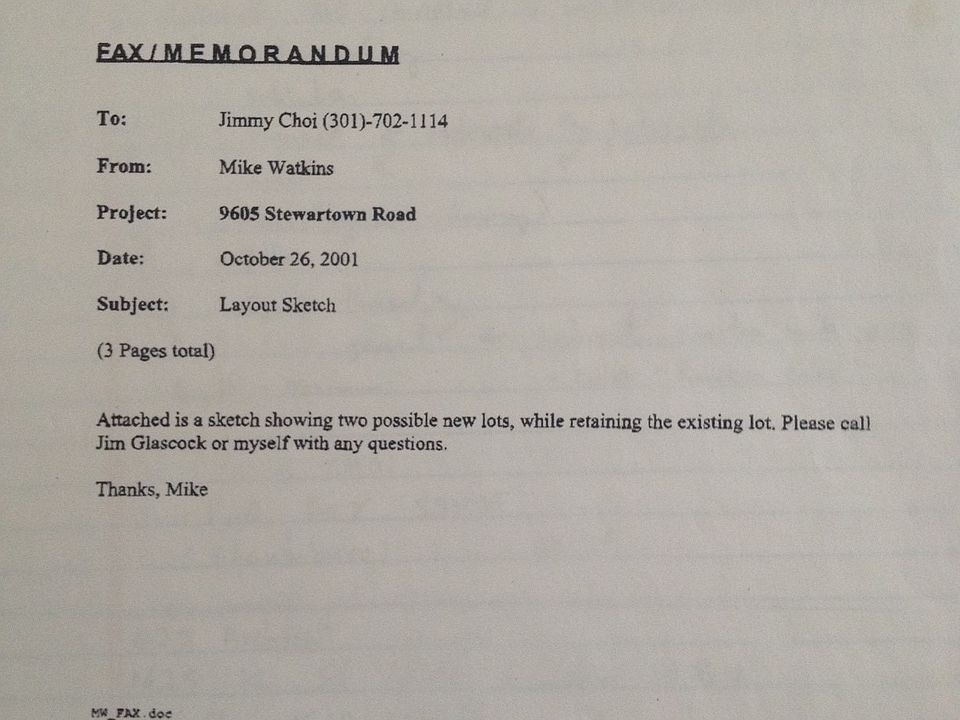 FAX/MEMORANDUM
To: Jimmy Choi (301)-702-1114
From: Mike Watkins
Project: 9605 Stewartown Road
Date: October 26, 2001
Subject: Layout Sketch
(3 Pages total)
Attached is a sketch showing two possible new lots, while retaining the existing lot. Please call
Jim Glascock or myself with any questions.
Thanks, Mike
MW_FAX.doc